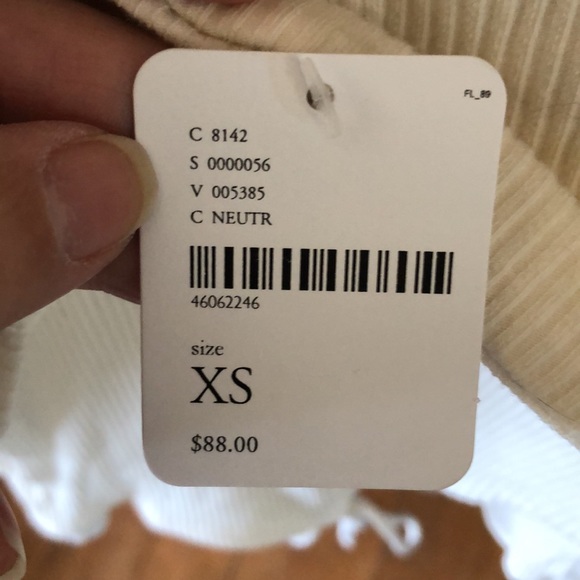 FL_89
C 8142
S 0000056
V 005385
C NEUTR
46062246
size
XS
$88.00